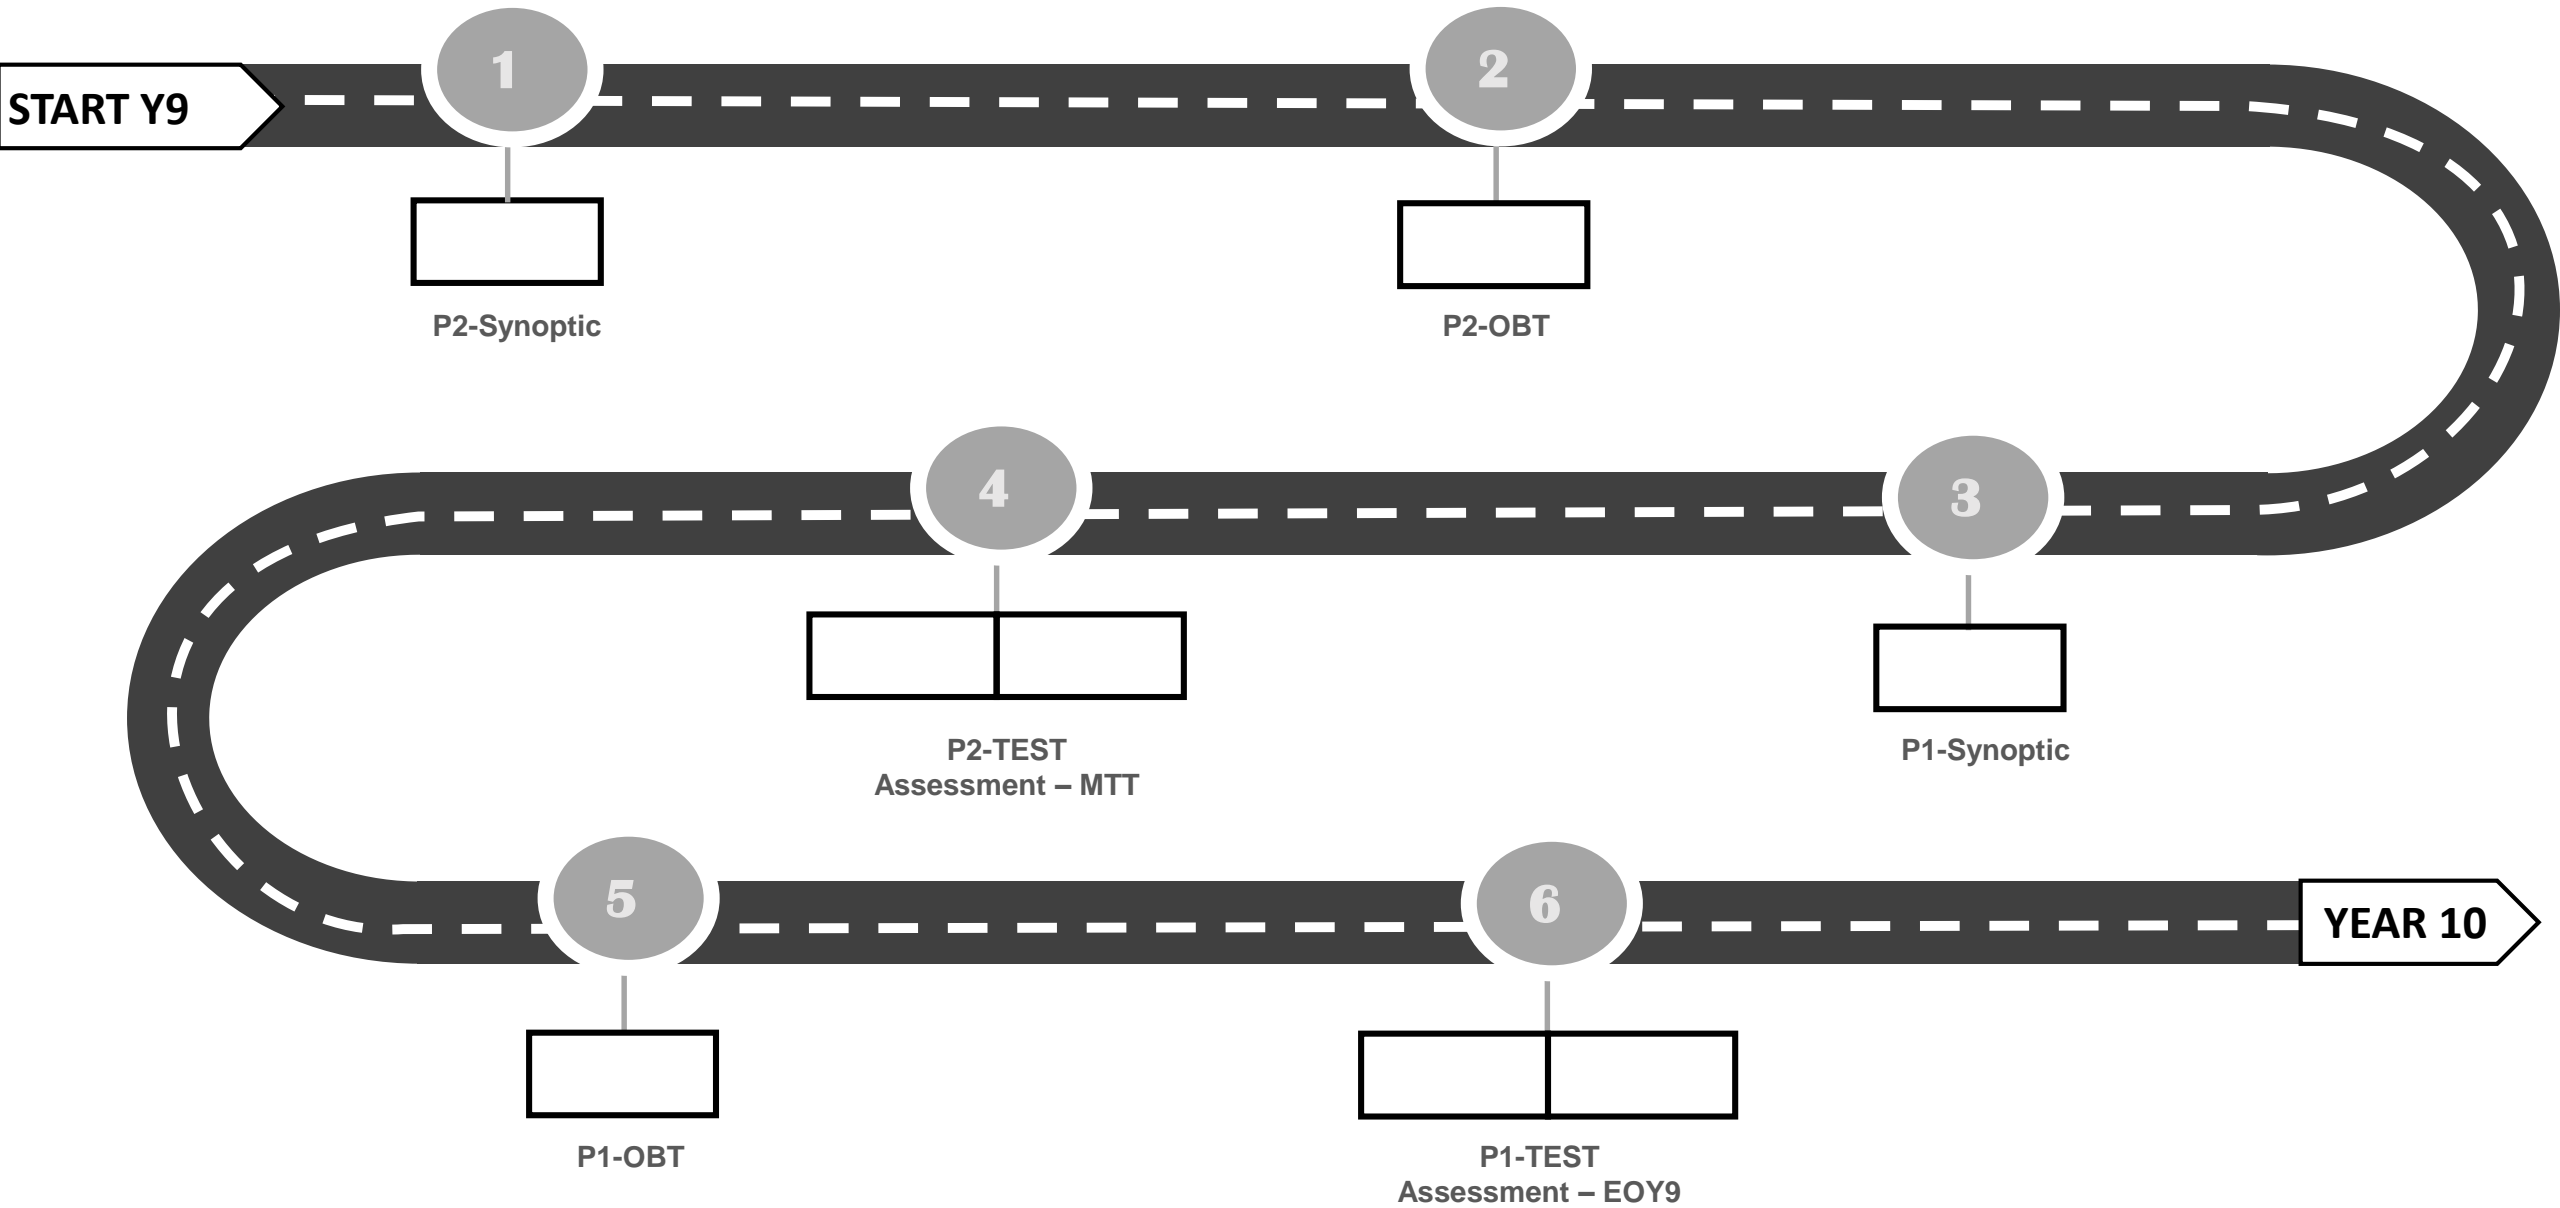 START Y9
1
2
P2-Synoptic
P2-OBT
3
4
P1-Synoptic
P2-TEST
Assessment – MTT
5
6
YEAR 10
P1-OBT
P1-TEST
Assessment – EOY9